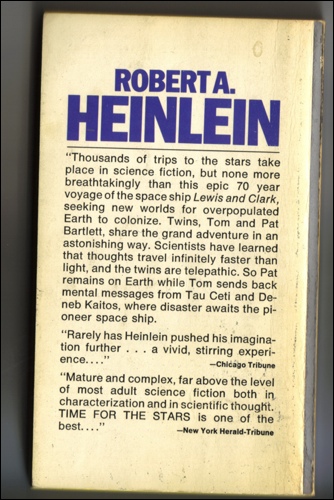 ROBERT A.
HEINLEIN
"Thousands of trips to the stars take
place in science fiction, but none more
breathtakingly than this epic 70 year
voyage of the space ship Lewis and Clark,
seeking new worlds for overpopulated
Earth to colonize. Twins, Tom and Pat
Bartlett, share the grand adventure in an
astonishing way. Scientists have learned
that thoughts travel infinitely faster than
light, and the twins are telepathic. So Pat
remains on Earth while Tom sends back
mental messages from Tau Ceti and De-
neb Kaitos, where disaster awaits the pi-
oneer space ship.
"Rarely has Heinlein pushed his imagina-
tion further . . . a vivid, stirring experi-
ence. . . ."
—Chicago Tribune
"Mature and complex, far above the level
of most adult science fiction both in
characterization and in scientific thought.
TIME FOR THE STARS is one of the
best. . . ."
—New York Herald-Tribune